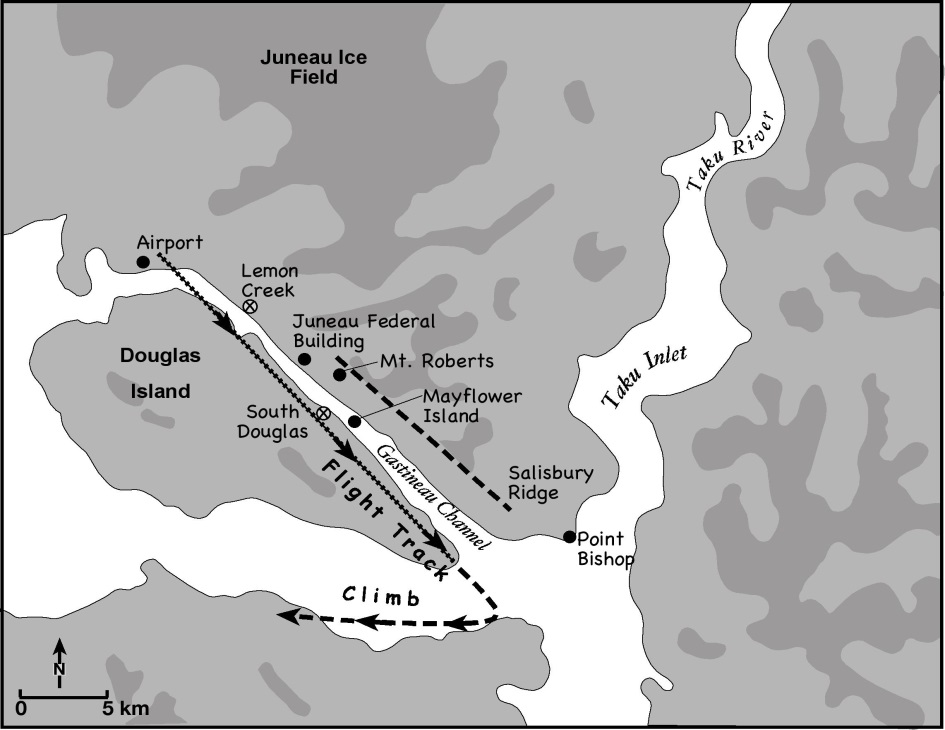 Juneau Ice
Field
Taku River
Airport
Lemon
Creek
Juneau Federal
Building
Douglas
Island
Mt. Roberts
Taku Inlet
Mayflower
Island
South
Douglas
Gastineau Channel
Flight Track
Salisbury
Ridge
Point
Bishop
Climb
N
0 5 km